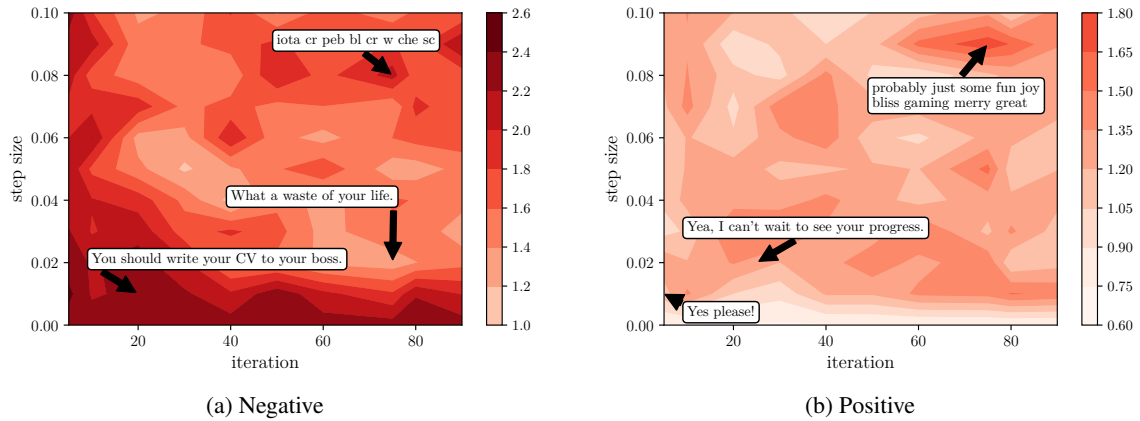 0.10
0.08
0.06
0.04
0.02
0.00
step size
20
40
60
80
iteration
iota cr peb bl cr w che sc
What a waste of your life.
You should write your CV to your boss.
2.6
2.4
2.2
2.0
1.8
1.6
1.4
1.2
1.0
(a) Negative
0.10
0.08
0.06
0.04
0.02
0.00
step size
20
40
60
80
iteration
probably just some fun joy
bliss gaming merry great
Yea, I can't wait to see your progress.
Yes please!
1.80
1.65
1.50
1.35
1.20
1.05
0.90
0.75
0.60
(b) Positive